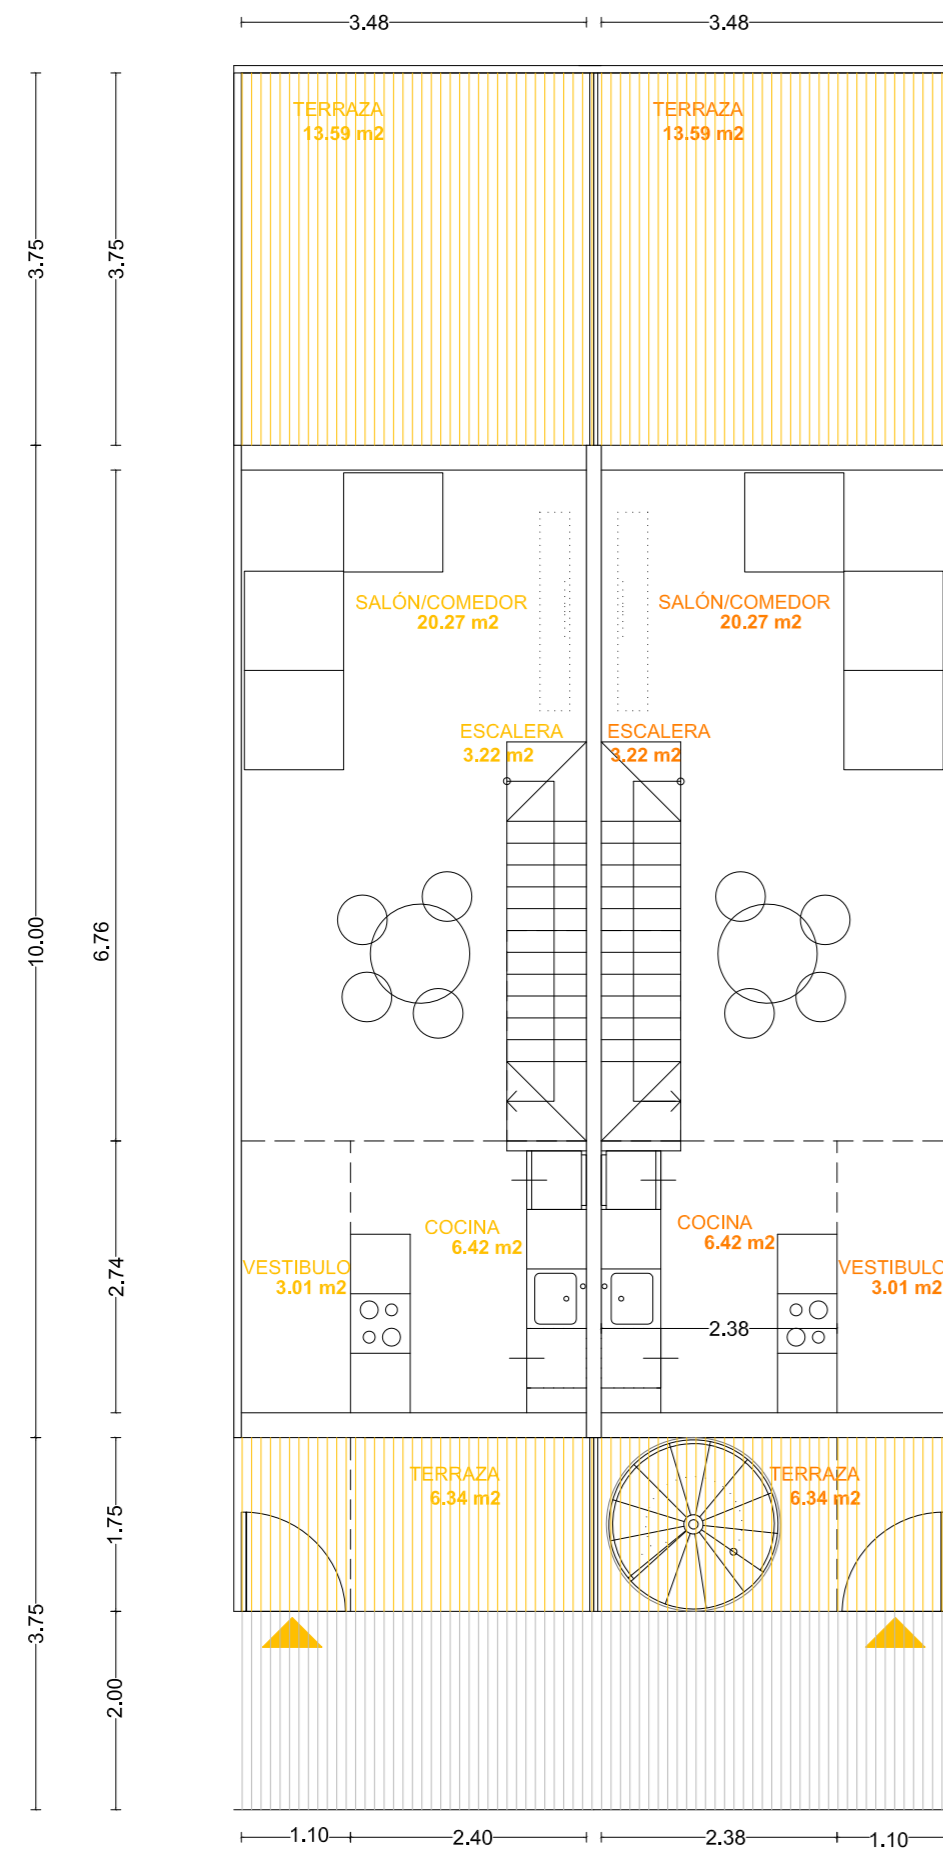 3.48
3.48
TERRAZA
13.59 m2
TERRAZA
13.59 m2
3.75
3.75
SALÓN/COMEDOR
20.27 m2
SALÓN/COMEDOR
20.27 m2
ESCALERA
3.22 m2
ESCALERA
3.22 m2
10.00
6.76
COCINA
6.42 m2
COCINA
6.42 m2
VESTIBULO
3.01 m2
VESTIBULO
3.01 m2
2.74
2.38
TERRAZA
6.34 m2
TERRAZA
6.34 m2
1.75
3.75
2.00
1.10
2.40
2.38
1.10